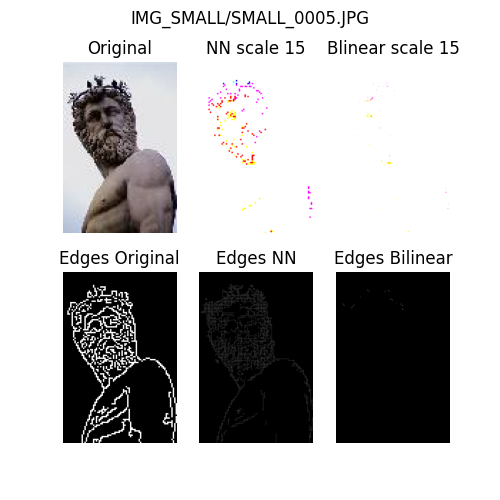 IMG_SMALL/SMALL_0005.JPG
Original
NN scale 15
Blinear scale 15
Edges Original
Edges NN
Edges Bilinear